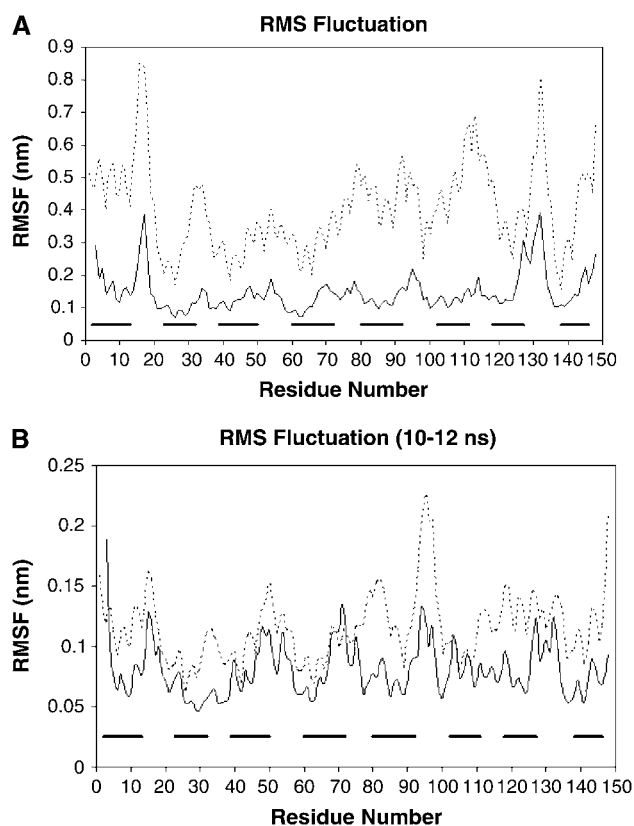 A
RMS Fluctuation
0.9
0.8
0.7
0.6
0.5
0.4
0.3
0.2
0.1
0
RMSF (nm)
0 10 20 30 40 50 60 70 80 90 100 110 120 130 140 150
Residue Number
B
RMS Fluctuation (10-12 ns)
0.25
0.2
0.15
0.1
0.05
0
RMSF (nm)
0 10 20 30 40 50 60 70 80 90 100 110 120 130 140 150
Residue Number